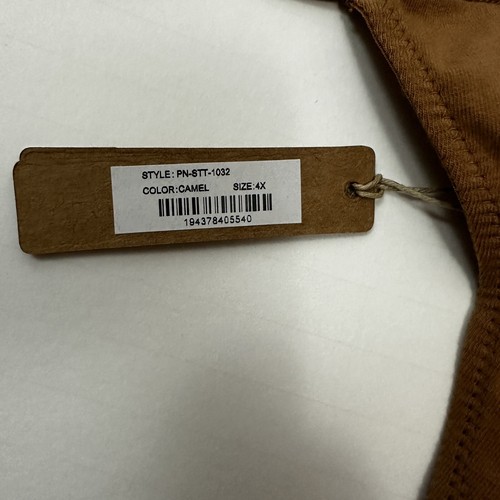 STYLE: PN-STT-1032
COLOR:CAMEL SIZE:4X
194378405540